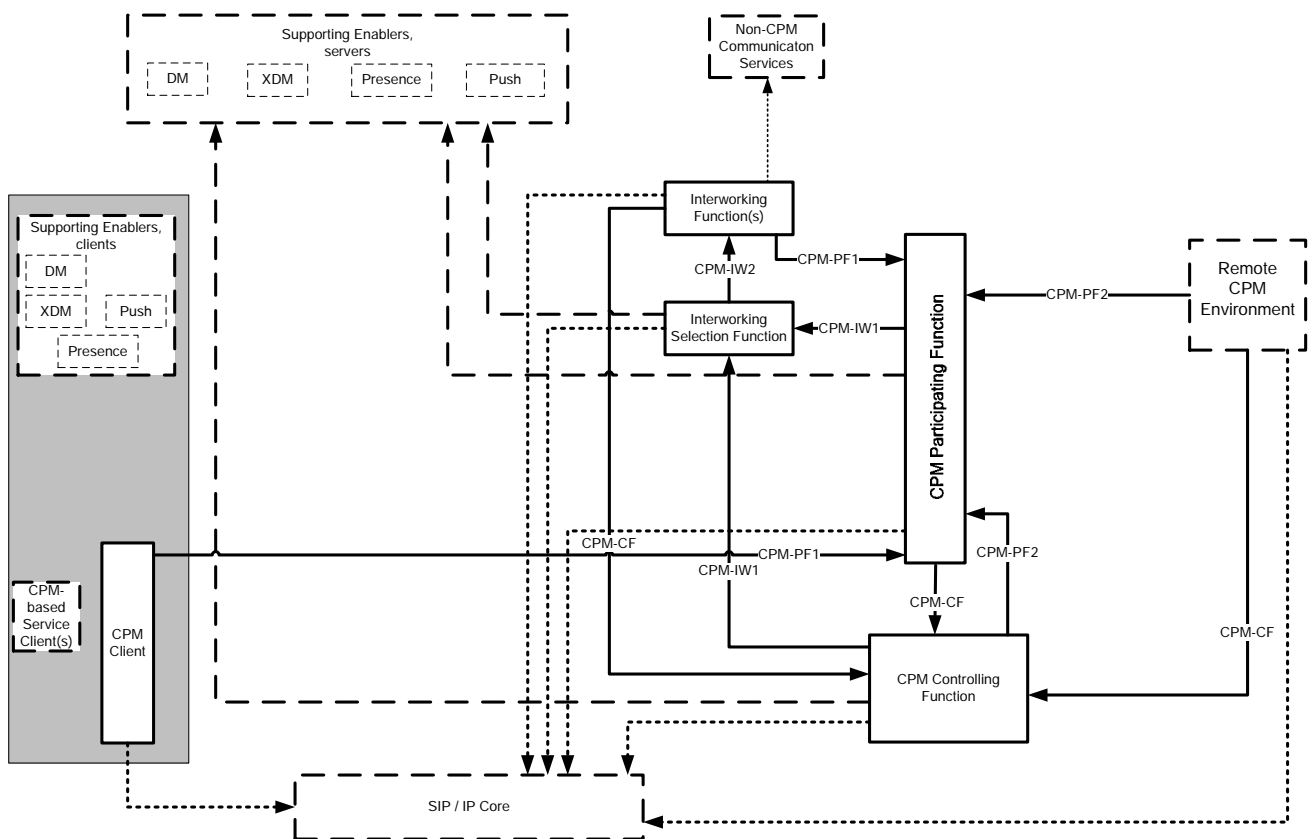 Supporting Enablers,
servers
DM
XDM
Presence
Push
Non-CPM
Communicaton
Services
Supporting Enablers,
clients
DM
XDM
Push
Presence
Interworking
Function(s)
CPM-PF1
CPM-IW2
Interworking
Selection Function
CPM-IW1
CPM Participating Function
CPM-PF2
Remote
CPM
Environment
CPM-CF
CPM-PF1
CPM-IW1
CPM-PF2
CPM-CF
CPM-CF
CPM-
based
Service
Client(s)
CPM
Client
CPM Controlling
Function
SIP / IP Core